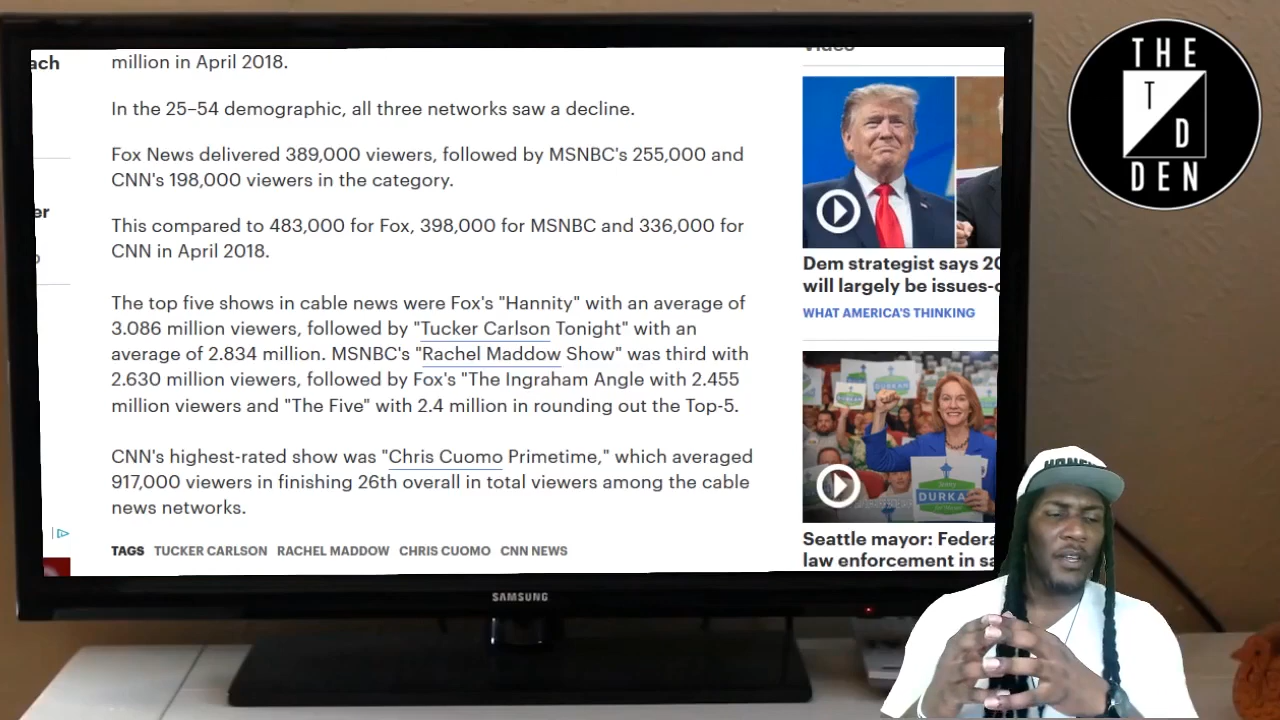 ach
er
million in April 2018.
In the 25–54 demographic, all three networks saw a decline.
Fox News delivered 389,000 viewers, followed by MSNBC's 255,000 and
CNN's 198,000 viewers in the category.
This compared to 483,000 for Fox, 398,000 for MSNBC and 336,000 for
CNN in April 2018.
The top five shows in cable news were Fox's "Hannity" with an average of
3.086 million viewers, followed by "Tucker Carlson Tonight" with an
average of 2.834 million. MSNBC's "Rachel Maddow Show" was third with
2.630 million viewers, followed by Fox's "The Ingraham Angle with 2.455
million viewers and "The Five" with 2.4 million in rounding out the Top-5.
CNN's highest-rated show was "Chris Cuomo Primetime," which averaged
917,000 viewers in finishing 26th overall in total viewers among the cable
news networks.
TAGS TUCKER CARLSON RACHEL MADDOW CHRIS CUOMO CNN NEWS
Video
Dem strategist says 20
will largely be issues-
WHAT AMERICA'S THINKING
DURKAN
DURKA
Seattle mayor: Federa
law enforcement in sa
SAMSUNG
THE
T
D
DEN